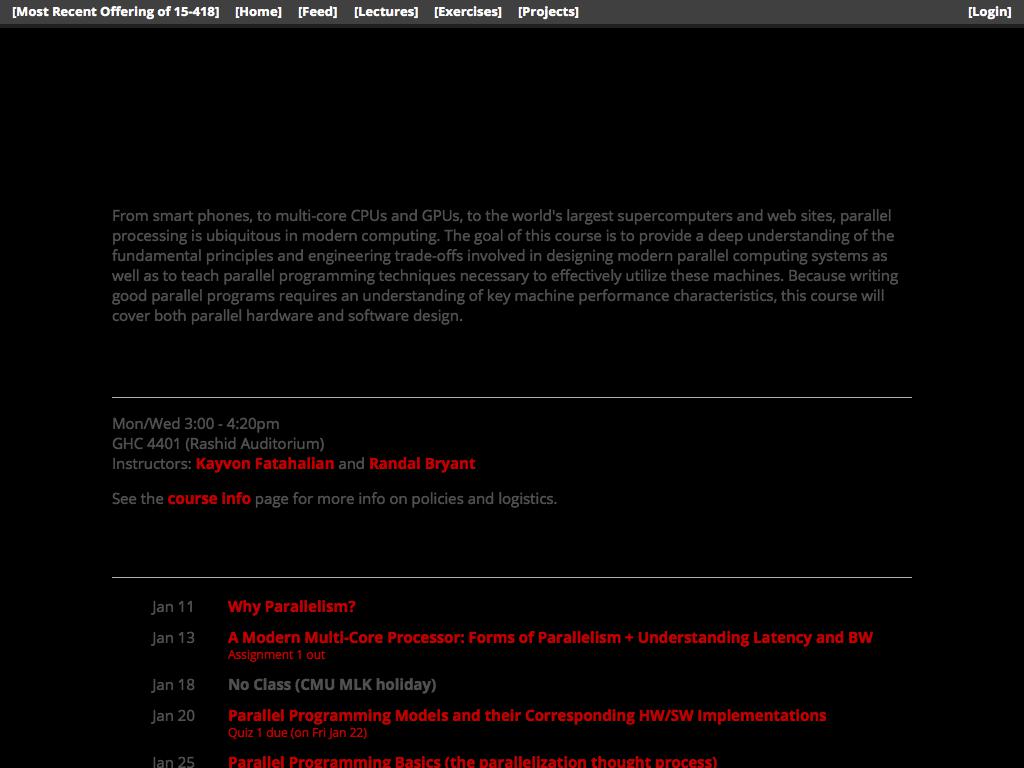 [Most Recent Offering of 15-418] [Home] [Feed] [Lectures] [Exercises] [Projects] [Login]
From smart phones, to multi-core CPUs and GPUs, to the world's largest supercomputers and web sites, parallel
processing is ubiquitous in modern computing. The goal of this course is to provide a deep understanding of the
fundamental principles and engineering trade-offs involved in designing modern parallel computing systems as
well as to teach parallel programming techniques necessary to effectively utilize these machines. Because writing
good parallel programs requires an understanding of key machine performance characteristics, this course will
cover both parallel hardware and software design.
Mon/Wed 3:00 - 4:20pm
GHC 4401 (Rashid Auditorium)
Instructors: Kayvon Fatahalian and Randal Bryant
See the course info page for more info on policies and logistics.
Jan 11 Why Parallelism?
Jan 13 A Modern Multi-Core Processor: Forms of Parallelism + Understanding Latency and BW
Assignment 1 out
Jan 18 No Class (CMU MLK holiday)
Jan 20 Parallel Programming Models and their Corresponding HW/SW Implementations
Quiz 1 due (on Fri Jan 22)
Jan 25 Parallel Programming Basics (the parallelization thought process)